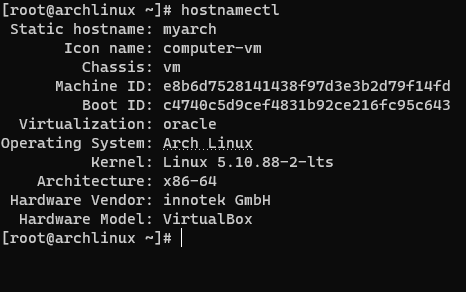 [root@archlinux ~]# hostnamectl
Static hostname: myarch
Icon name: computer-vm
Chassis: vm
Machine ID: e8b6d7528141438f97d3e3b2d79f14fd
Boot ID: c4740c5d9cef4831b92ce216fc95c643
Virtualization: oracle
Operating System: Arch Linux
Kernel: Linux 5.10.88-2-lts
Architecture: x86-64
Hardware Vendor: innotek GmbH
Hardware Model: VirtualBox
[root@archlinux ~]#